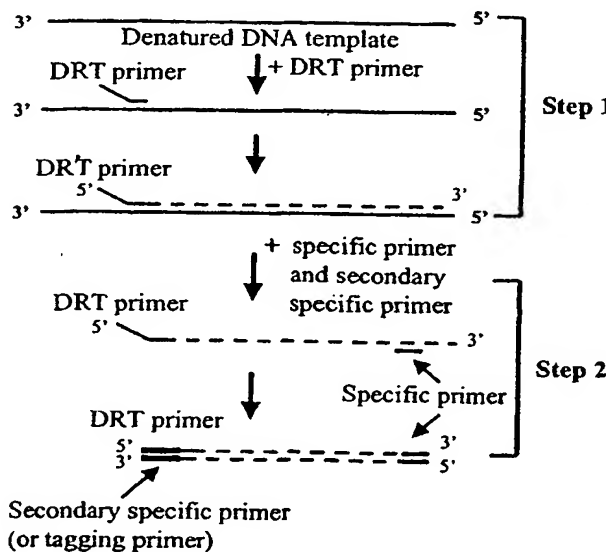 3' 5'
Denatured DNA template
DRT primer
+ DRT primer
3' 5'
Step 1
DRT primer
5' 3'
3' 5'
+ specific primer
and secondary
specific primer
DRT primer
5' 3'
Step 2
Specific primer
DRT primer
5' 3'
3' 5'
Secondary specific primer
(or tagging primer)